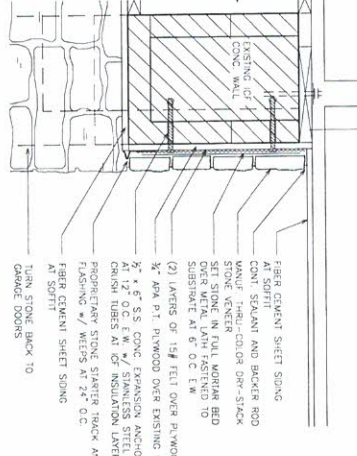 EXISTING ICF
CONC. WALL
FIBER CEMENT SHEET SIDING
AT SOFFIT
CONT. SEALANT AND BACKER ROD
MANUF. THRU-COLOR DRY-STACK
STONE VENEER
SET STONE IN FULL MORTAR BED
OVER METAL LATH FASTENED TO
SUBSTRATE AT 6" O.C. E.W.
(2) LAYERS OF 15# FELT OVER PLYWOOD
¾" APA P.T. PLYWOOD OVER EXISTING
x 6" S.S. CONC. EXPANSION ANCHO
AT 12" O.C. E.W. w/ STAINLESS STEEL
CRUSH TUBES AT ICF INSULATION LAYER
PROPRIETARY STONE STARTER TRACK A
FLASHING w/ WEEPS AT 24" O.C.
FIBER CEMENT SHEET SIDING
AT SOFFIT
TURN STONE BACK TO
GARAGE DOORS